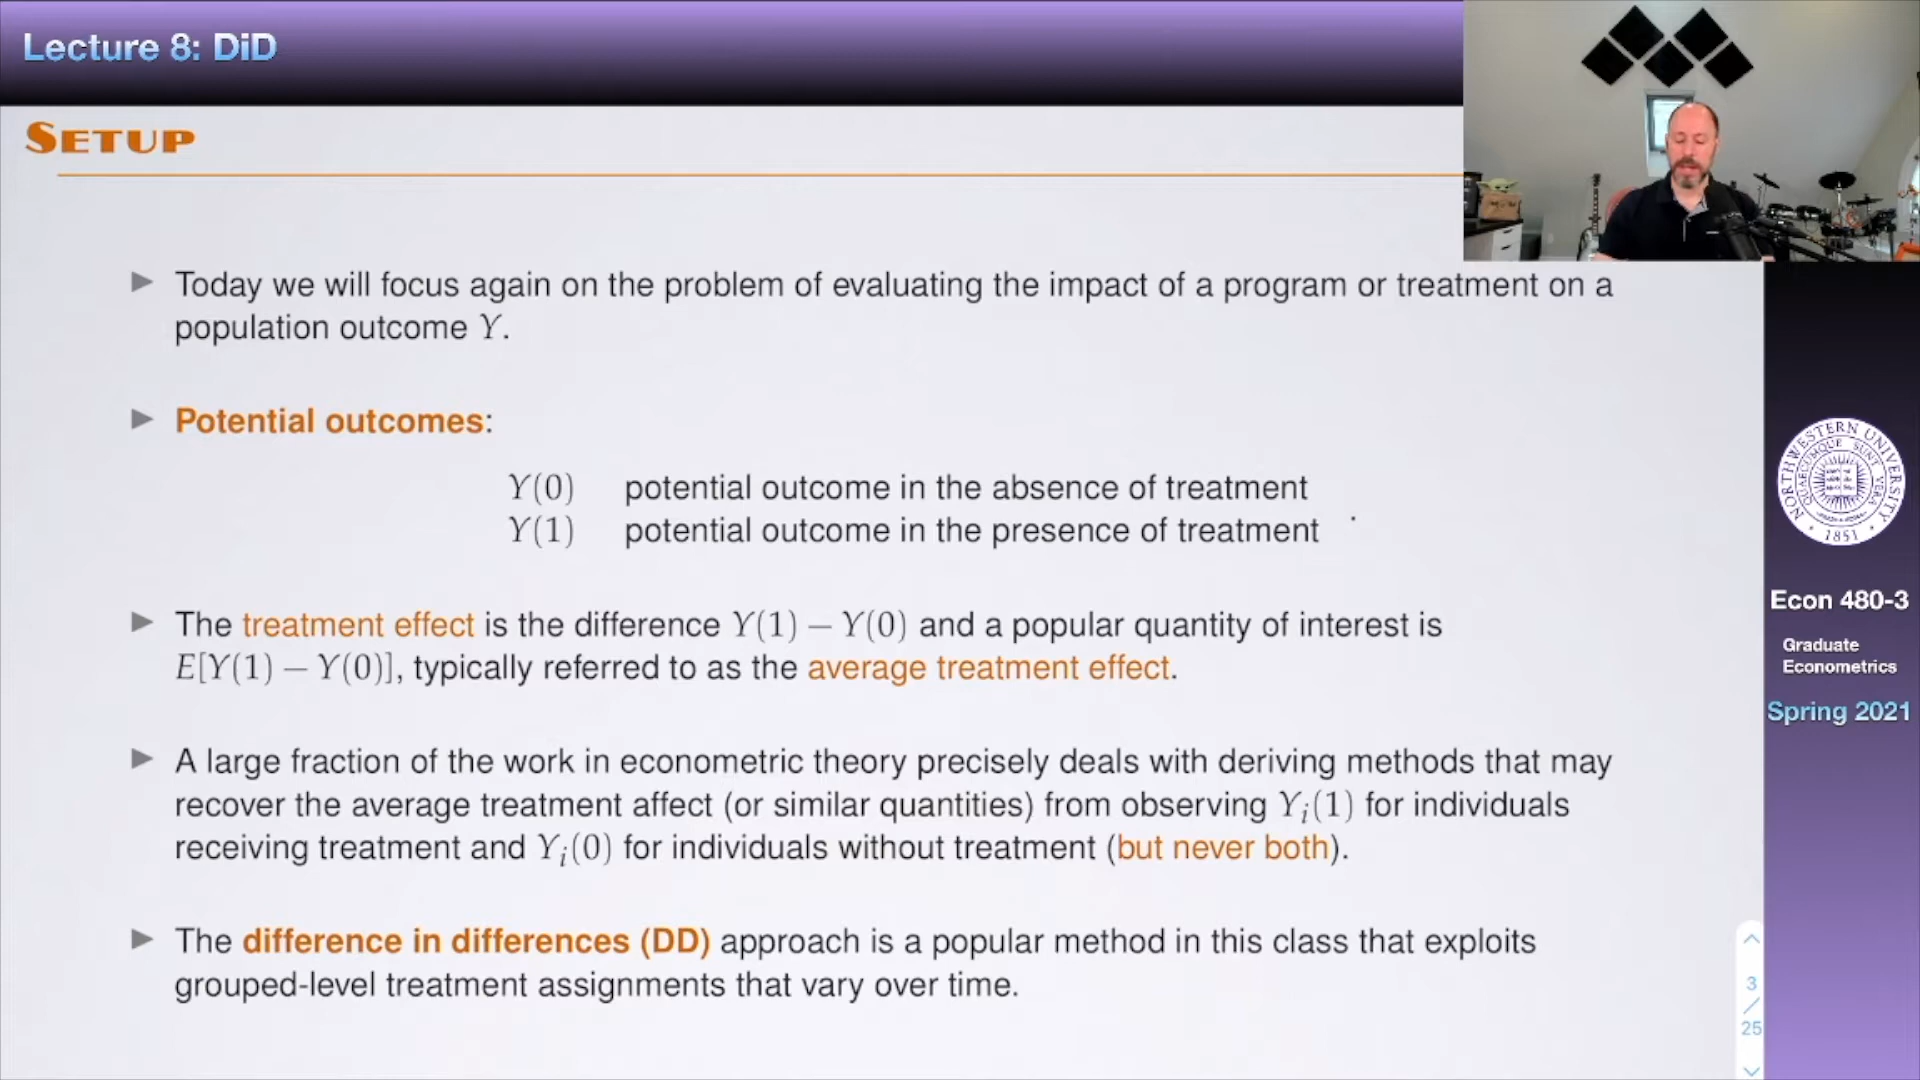 Lecture 8: DiD
SETUP
▶ Today we will focus again on the problem of evaluating the impact of a program or treatment on a
population outcome Y.
▶ Potential outcomes:
Y(0) potential outcome in the absence of treatment
Y(1) potential outcome in the presence of treatment .
▶ The treatment effect is the difference Y(1) − Y(0) and a popular quantity of interest is
E[Y(1) − Y(0)], typically referred to as the average treatment effect.
▶ A large fraction of the work in econometric theory precisely deals with deriving methods that may
recover the average treatment affect (or similar quantities) from observing Yᵢ(1) for individuals
receiving treatment and Yᵢ(0) for individuals without treatment (but never both).
▶ The difference in differences (DD) approach is a popular method in this class that exploits
grouped-level treatment assignments that vary over time.
NORTHWESTERN UNIVERSITY
1851
Econ 480-3
Graduate
Econometrics
Spring 2021
3
/
25